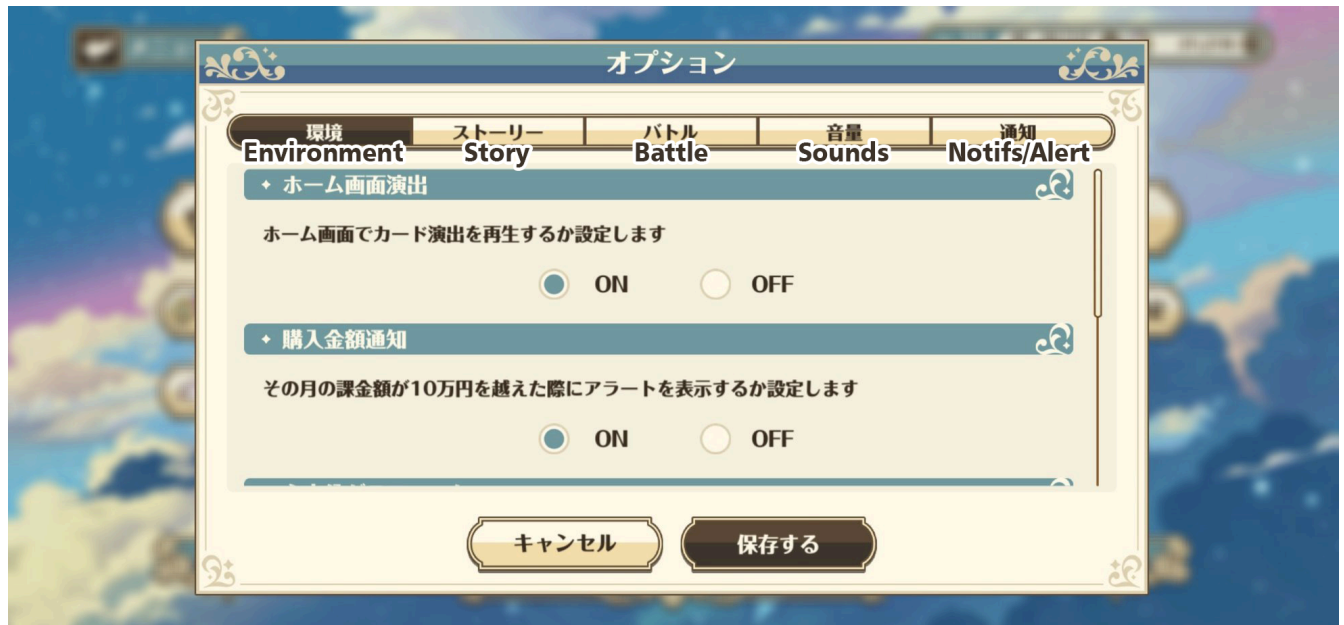 オプション
環境 ストーリー バトル 音量 通知
Environment Story Battle Sounds Notifs/Alert
ホーム画面演出
ホーム画面でカード演出を再生するか設定します
ON OFF
購入金額通知
その月の課金額が10万円を越えた際にアラートを表示するか設定します
ON OFF
キャンセル 保存する